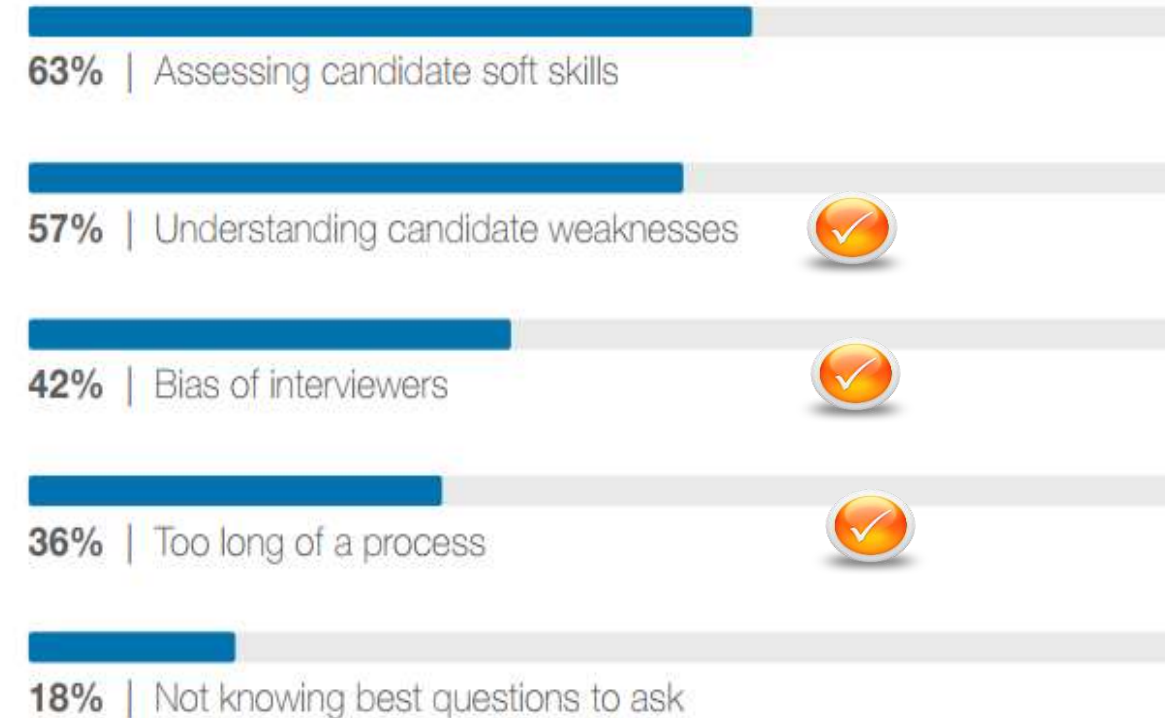 63% | Assessing candidate soft skills
57% | Understanding candidate weaknesses
42% | Bias of interviewers
36% | Too long of a process
18% | Not knowing best questions to ask